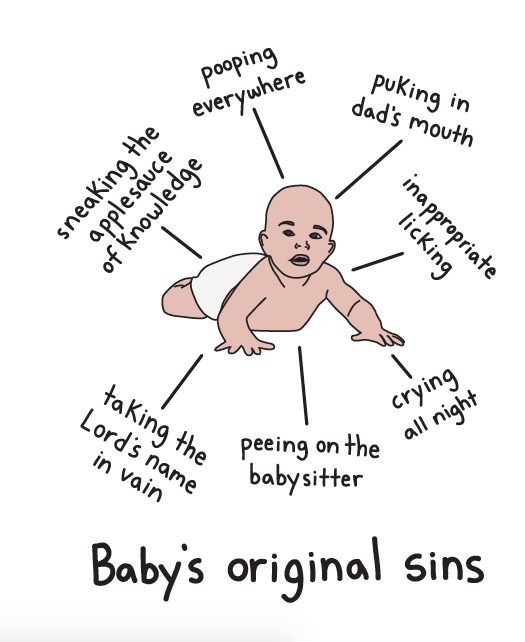 pooping
everywhere
puking in
dad's mouth
sneaking the
applesauce
of knowledge
inappropriate
licking
crying
all night
taking the
Lord's name
in vain
peeing on the
babysitter
Baby's original sins